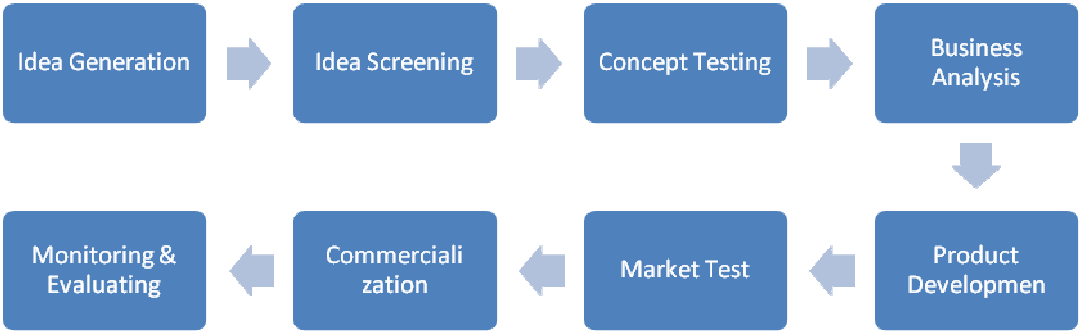 Idea Generation
Idea Screening
Concept Testing
Business
Analysis
Product
Developmen
Market Test
Commerciali
zation
Monitoring &
Evaluating